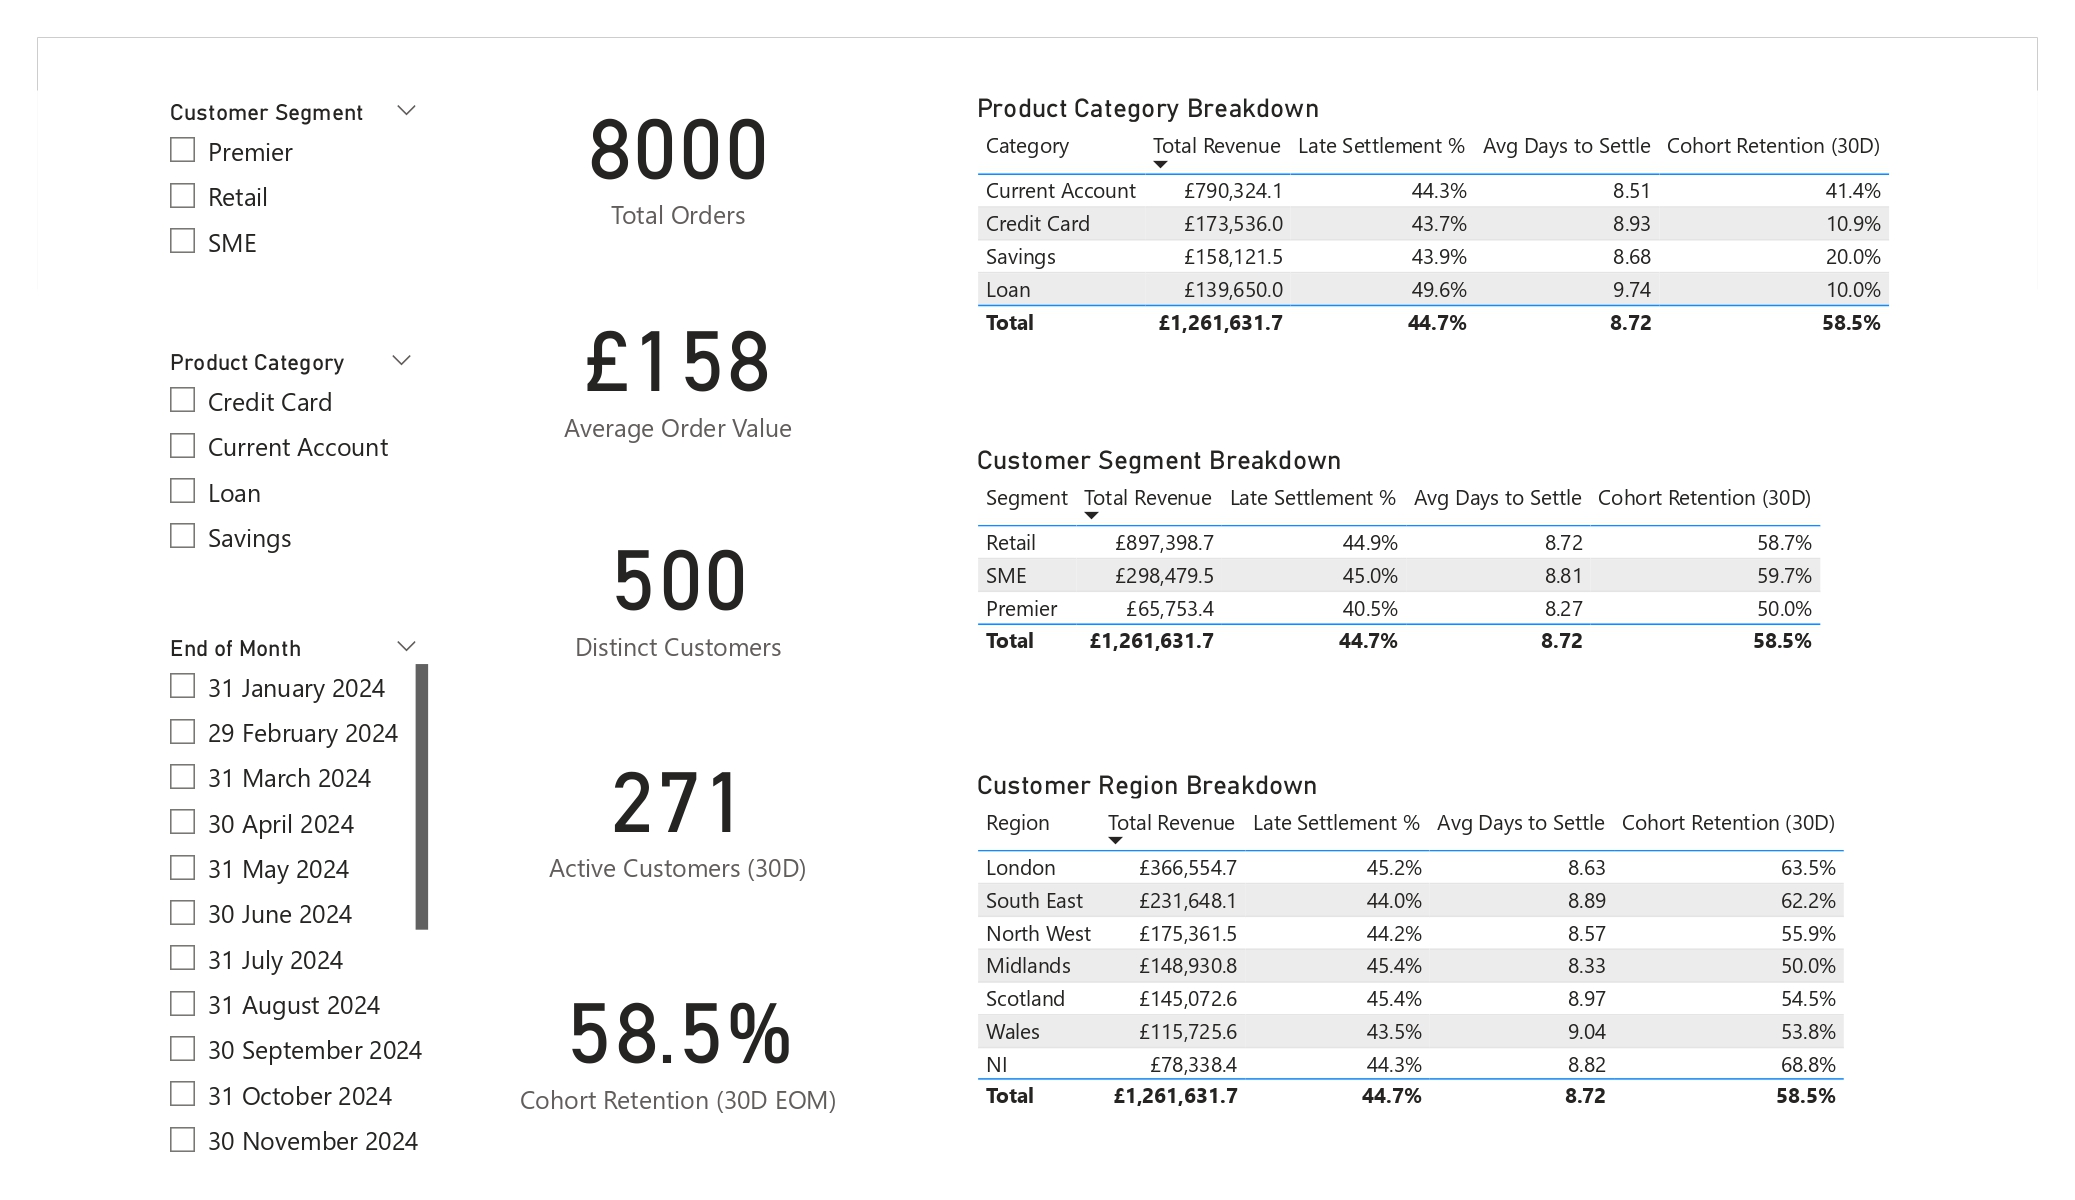 Customer Segment
Premier
Retail
SME
Product Category
Credit Card
Current Account
Loan
Savings
End of Month
31 January 2024
29 February 2024
31 March 2024
30 April 2024
31 May 2024
30 June 2024
31 July 2024
31 August 2024
30 September 2024
31 October 2024
30 November 2024
8000
Total Orders
£158
Average Order Value
500
Distinct Customers
271
Active Customers (30D)
58.5%
Cohort Retention (30D EOM)
Product Category Breakdown
Category Total Revenue Late Settlement % Avg Days to Settle Cohort Retention (30D)
Current Account £790,324.1 44.3% 8.51 41.4%
Credit Card £173,536.0 43.7% 8.93 10.9%
Savings £158,121.5 43.9% 8.68 20.0%
Loan £139,650.0 49.6% 9.74 10.0%
Total £1,261,631.7 44.7% 8.72 58.5%
Customer Segment Breakdown
Segment Total Revenue Late Settlement % Avg Days to Settle Cohort Retention (30D)
Retail £897,398.7 44.9% 8.72 58.7%
SME £298,479.5 45.0% 8.81 59.7%
Premier £65,753.4 40.5% 8.27 50.0%
Total £1,261,631.7 44.7% 8.72 58.5%
Customer Region Breakdown
Region Total Revenue Late Settlement % Avg Days to Settle Cohort Retention (30D)
London £366,554.7 45.2% 8.63 63.5%
South East £231,648.1 44.0% 8.89 62.2%
North West £175,361.5 44.2% 8.57 55.9%
Midlands £148,930.8 45.4% 8.33 50.0%
Scotland £145,072.6 45.4% 8.97 54.5%
Wales £115,725.6 43.5% 9.04 53.8%
NI £78,338.4 44.3% 8.82 68.8%
Total £1,261,631.7 44.7% 8.72 58.5%